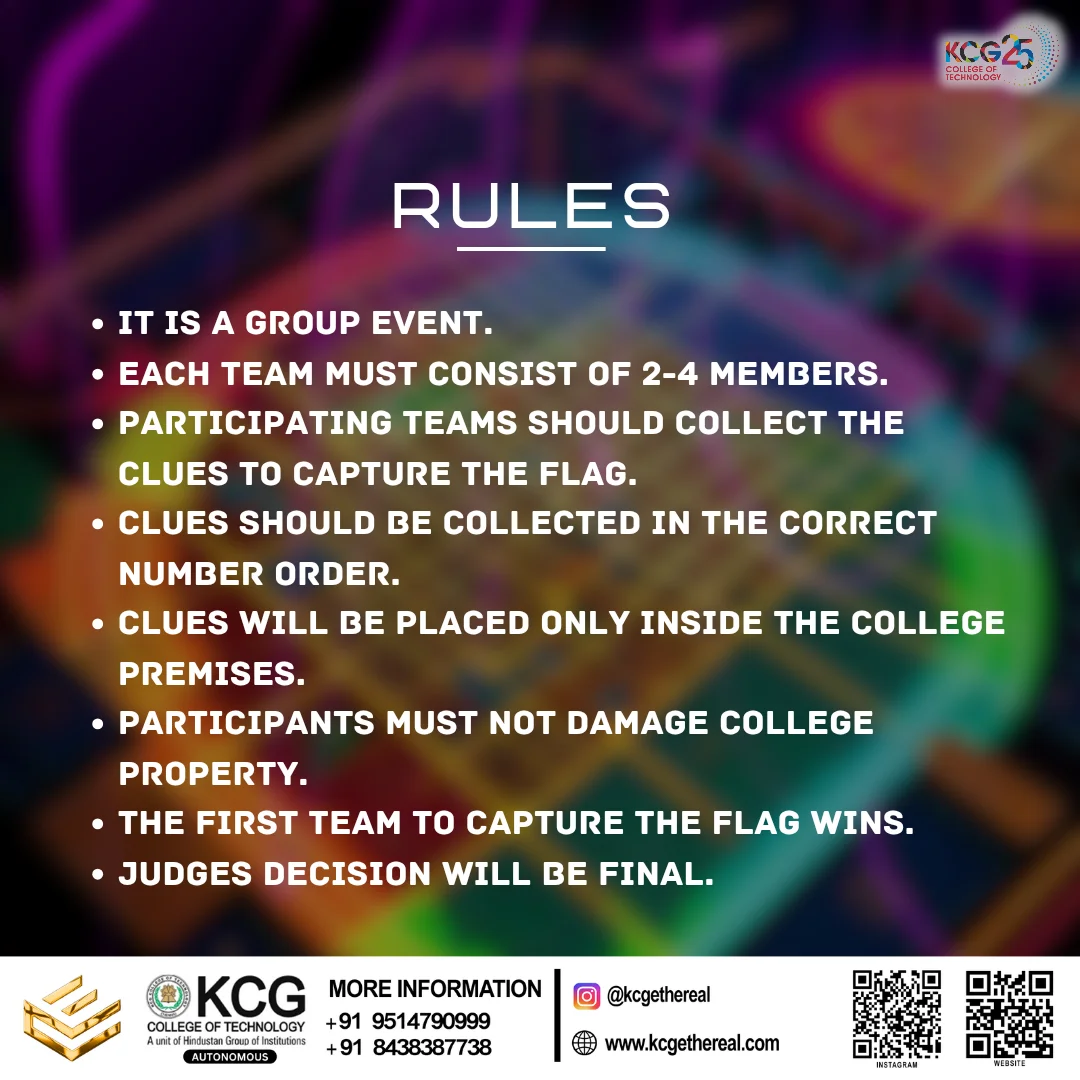 KCG25
COLLEGE OF
TECHNOLOGY
RULES
• IT IS A GROUP EVENT.
• EACH TEAM MUST CONSIST OF 2-4 MEMBERS.
• PARTICIPATING TEAMS SHOULD COLLECT THE
CLUES TO CAPTURE THE FLAG.
• CLUES SHOULD BE COLLECTED IN THE CORRECT
NUMBER ORDER.
• CLUES WILL BE PLACED ONLY INSIDE THE COLLEGE
PREMISES.
• PARTICIPANTS MUST NOT DAMAGE COLLEGE
PROPERTY.
• THE FIRST TEAM TO CAPTURE THE FLAG WINS.
• JUDGES DECISION WILL BE FINAL.
KCG
COLLEGE OF TECHNOLOGY
A unit of Hindustan Group of Institutions
AUTONOMOUS
MORE INFORMATION
+91 9514790999
+91 8438387738
@kcgethereal
www.kcgethereal.com
INSTAGRAM
WEBSITE